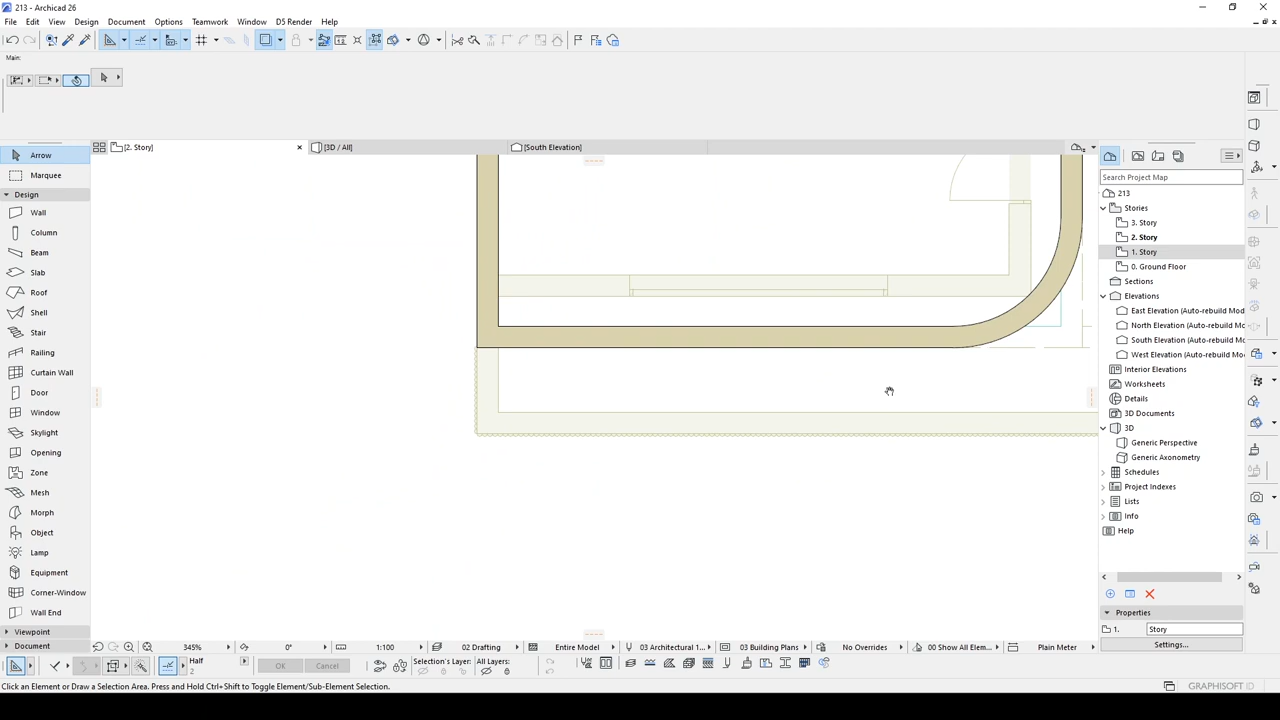 213 - Archicad 26
File Edit View Design Options Teamwork Window D5 Render Help
Main:
[2. Story] [3D / All] [South Elevation]
Arrow
Marquee
Design
Wall
Column
Beam
Slab
Roof
Shell
Stair
Railing
Curtain Wall
Door
Window
Skylight
Opening
Zone
Mesh
Morph
Object
Lamp
Equipment
Corner-Window
Wall End
Viewpoint
Document
Search Project Map
213
Stories
3. Story
2. Story
1. Story
0. Ground Floor
Sections
Elevations
East Elevation (Auto-rebuild Mod
North Elevation (Auto-rebuild Mo
South Elevation (Auto-rebuild Mo
West Elevation (Auto-rebuild Mod
Interior Elevations
Worksheets
Details
3D Documents
3D
Generic Perspective
Generic Axonometry
Schedules
Project Indexes
Lists
Info
Help
Properties
1. Story
Settings...
345% 0° 1:100 02 Drafting Entire Model 03 Architectural 1... 03 Building Plans No Overrides 00 Show All Elem... Plain Meter
Half
2
OK Cancel
Selection's Layer: All Layers:
Click an Element or Draw a Selection Area. Press and Hold Ctrl+Shift to Toggle Element/Sub-Element Selection.
GRAPHISOFT